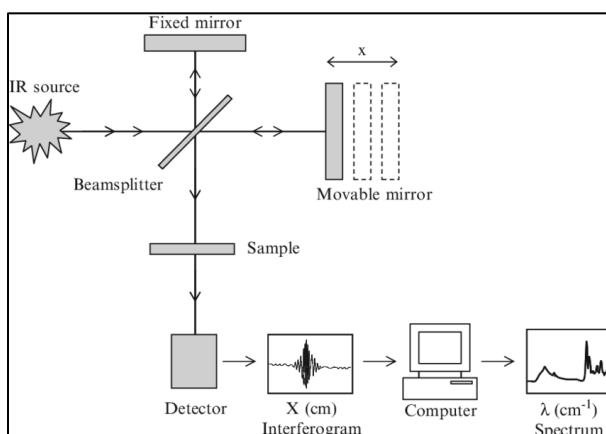 Fixed mirror
x
IR source
Beamsplitter
Movable mirror
Sample
Detector
X (cm)
Interferogram
Computer
λ (cm⁻¹)
Spectrum